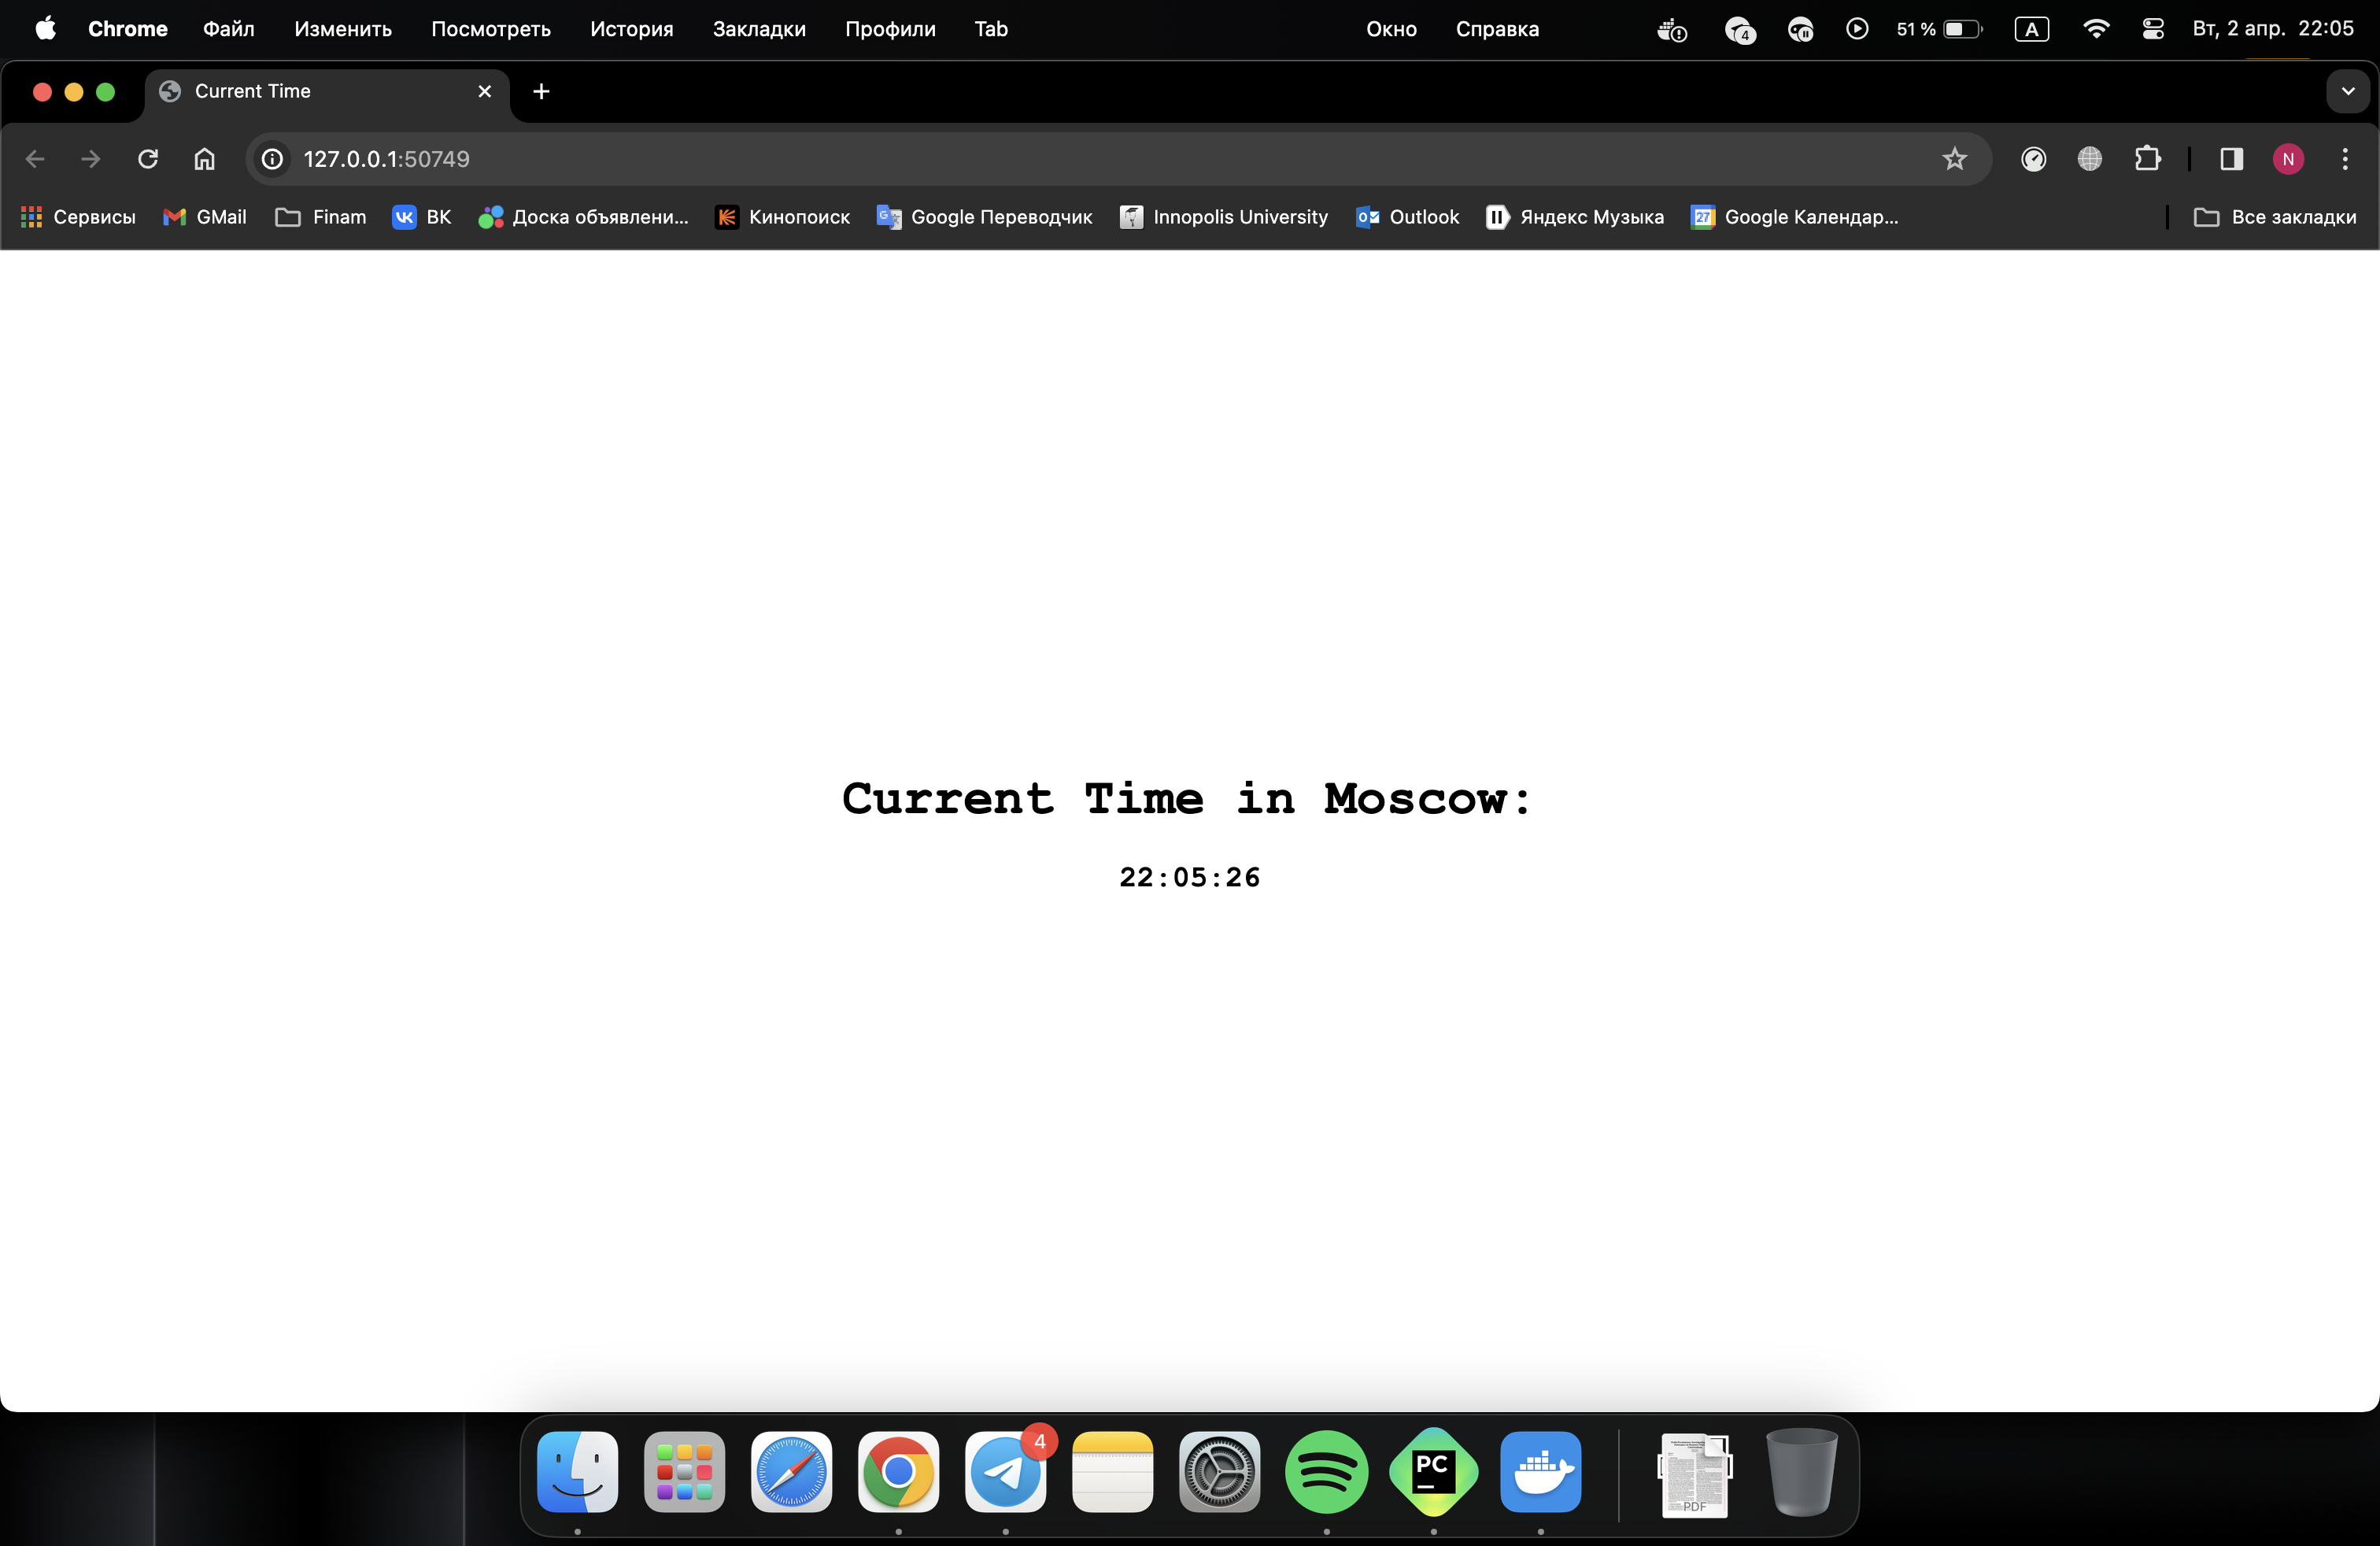 Chrome Файл Изменить Посмотреть История Закладки Профили Tab Окно Справка 4 51 % A Вт, 2 апр. 22:05
Current Time
127.0.0.1:50749 N
Сервисы GMail Finam ВК Доска объявлени... Кинопоиск Google Переводчик Innopolis University Outlook Яндекс Музыка 27 Google Календар... Все закладки
Current Time in Moscow:
22:05:26
4
PC
PDF